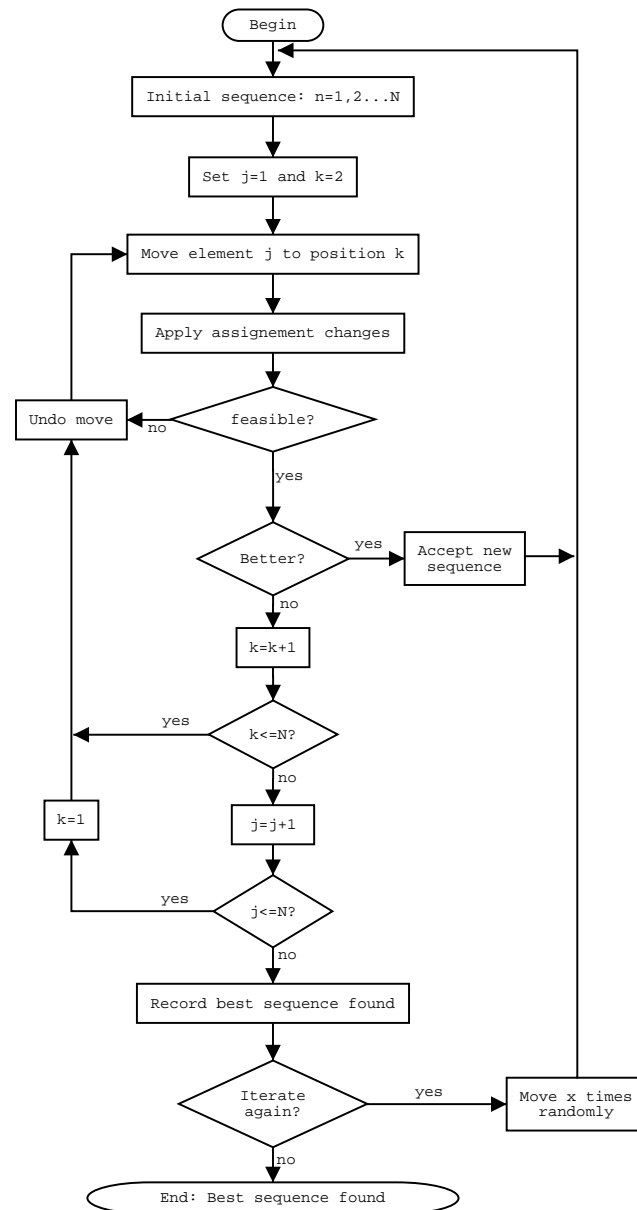 Begin
Initial sequence: n=1,2...N
Set j=1 and k=2
Move element j to position k
Apply assignement changes
Undo move
no
feasible?
yes
Better?
yes
Accept new
sequence
no
k=k+1
yes
k<=N?
no
k=1
j=j+1
yes
j<=N?
no
Record best sequence found
Iterate
again?
yes
Move x times
randomly
no
End: Best sequence found